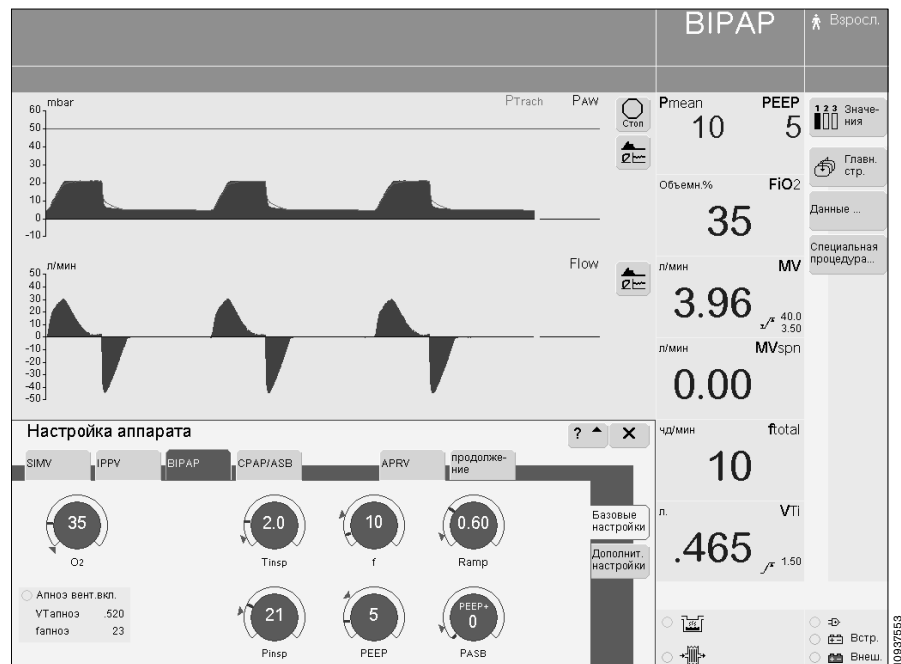 BIPAP
Взросл.
mbar
PTrach
PAW
60
50
40
30
20
10
0
-10
Стоп
Pmean
PEEP
10
5
1 2 3 Значе-
ния
Главн.
стр.
Данные ...
Специальная
процедура...
Объемн.%
FiO2
35
л/мин
Flow
50
40
30
20
10
0
-10
-20
-30
-40
-50
л/мин
MV
3.96
40.0
3.50
л/мин
MVspn
0.00
чд/мин
ftotal
10
л.
VTi
.465
1.50
Настройка аппарата
?
SIMV
IPPV
BIPAP
CPAP/ASB
APRV
продолже-
ние
35
O2
2.0
Tinsp
10
f
0.60
Ramp
Базовые
настройки
Дополнит.
настройки
Апноэ вент.вкл.
VTапноэ .520
fапноэ 23
21
Pinsp
5
PEEP
PEEP+
0
PASB
Встр.
Внеш.
00937553